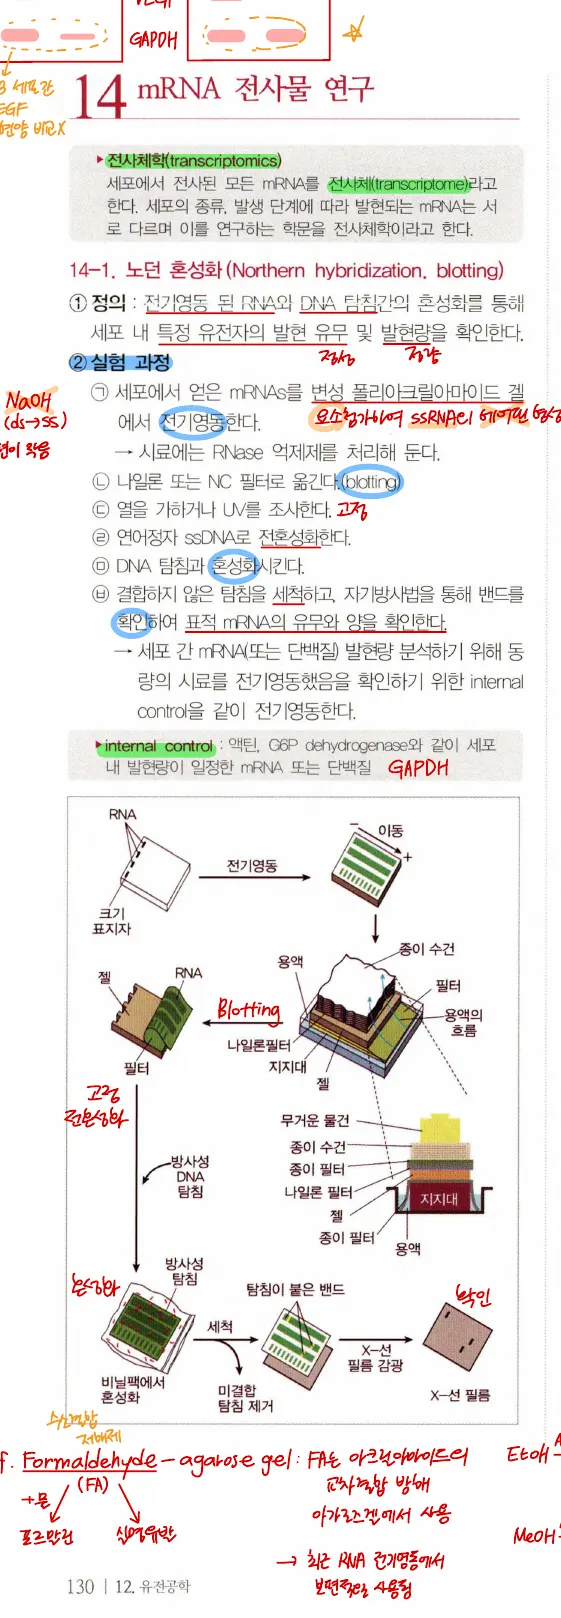 GAPDH
EGF
14 mRNA 전사물 연구
▶전사체학(transcriptomics)
세포에서 전사된 모든 mRNA를 전사체(transcriptome)라고
한다. 세포의 종류, 발생 단계에 따라 발현되는 mRNA는 서
로 다르며 이를 연구하는 학문을 전사체학이라고 한다.
14-1. 노던 혼성화(Northern hybridization, blotting)
① 정의 : 전기영동 된 RNA와 DNA 탐침간의 혼성화를 통해
세포 내 특정 유전자의 발현 유무 및 발현량을 확인한다.
정성 정량
② 실험 과정
㉠ 세포에서 얻은 mRNAs를 변성 폴리아크릴아마이드 겔
NaOH
(ds→ss)
에서 전기영동한다.
요소첨가하여 ssRNA의 헤어핀 형성
→ 시료에는 RNase 억제제를 처리해 둔다.
㉡ 나일론 또는 NC 필터로 옮긴다.(blotting)
㉢ 열을 가하거나 UV를 조사한다. 고정
㉣ 연어정자 ssDNA로 전혼성화한다.
㉤ DNA 탐침과 혼성화시킨다.
㉥ 결합하지 않은 탐침을 세척하고, 자기방사법을 통해 밴드를
확인하여 표적 mRNA의 유무와 양을 확인한다.
→ 세포 간 mRNA(또는 단백질) 발현량 분석하기 위해 동
량의 시료를 전기영동했음을 확인하기 위한 internal
control을 같이 전기영동한다.
▶internal control : 액틴, G6P dehydrogenase와 같이 세포
내 발현량이 일정한 mRNA 또는 단백질 GAPDH
RNA
크기
표지자
전기영동
− 이동 +
종이 수건
용액
필터
용액의
흐름
나일론필터
지지대
젤
Blotting
젤
RNA
필터
고정
전혼성화
방사성
DNA
탐침
무거운 물건
종이 수건
종이 필터
나일론 필터
젤
종이 필터
지지대
용액
혼성화
방사성
탐침
비닐팩에서
혼성화
세척
미결합
탐침 제거
탐침이 붙은 밴드
X-선
필름 감광
확인
X-선 필름
수소결합
저해제
f. Formaldehyde - agarose gel : FA는 아크릴아마이드의
(FA)
교차결합 방해
+물
포르말린
아가로스겔에서 사용
→ 최근 RNA 전기영동에서
보편적으로 사용됨
EtOH
MeOH
130 | 12. 유전공학